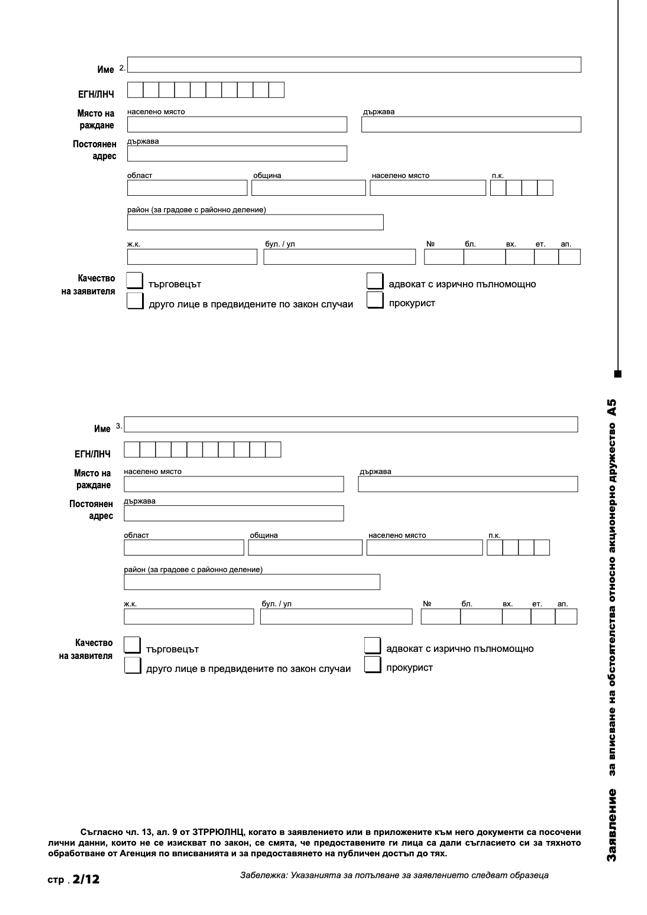 Име 2.
ЕГН/ЛНЧ
Място на раждане
населено място
държава
Постоянен адрес
държава
област
община
населено място
п.к.
район (за градове с районно деление)
ж.к.
бул. / ул
№
бл.
вх.
ет.
ап.
Качество на заявителя
търговецът
адвокат с изрично пълномощно
друго лице в предвидените по закон случаи
прокурист
Име 3.
ЕГН/ЛНЧ
Място на раждане
населено място
държава
Постоянен адрес
държава
област
община
населено място
п.к.
район (за градове с районно деление)
ж.к.
бул. / ул
№
бл.
вх.
ет.
ап.
Качество на заявителя
търговецът
адвокат с изрично пълномощно
друго лице в предвидените по закон случаи
прокурист
Заявление за вписване на обстоятелства относно акционерно дружество А5
Съгласно чл. 13, ал. 9 от ЗТРРЮЛНЦ, когато в заявлението или в приложените към него документи са посочени
лични данни, които не се изискват по закон, се смята, че предоставените ги лица са дали съгласието си за тяхното
обработване от Агенция по вписванията и за предоставянето на публичен достъп до тях.
стр . 2/12
Забележка: Указанията за попълване за заявлението следват образеца